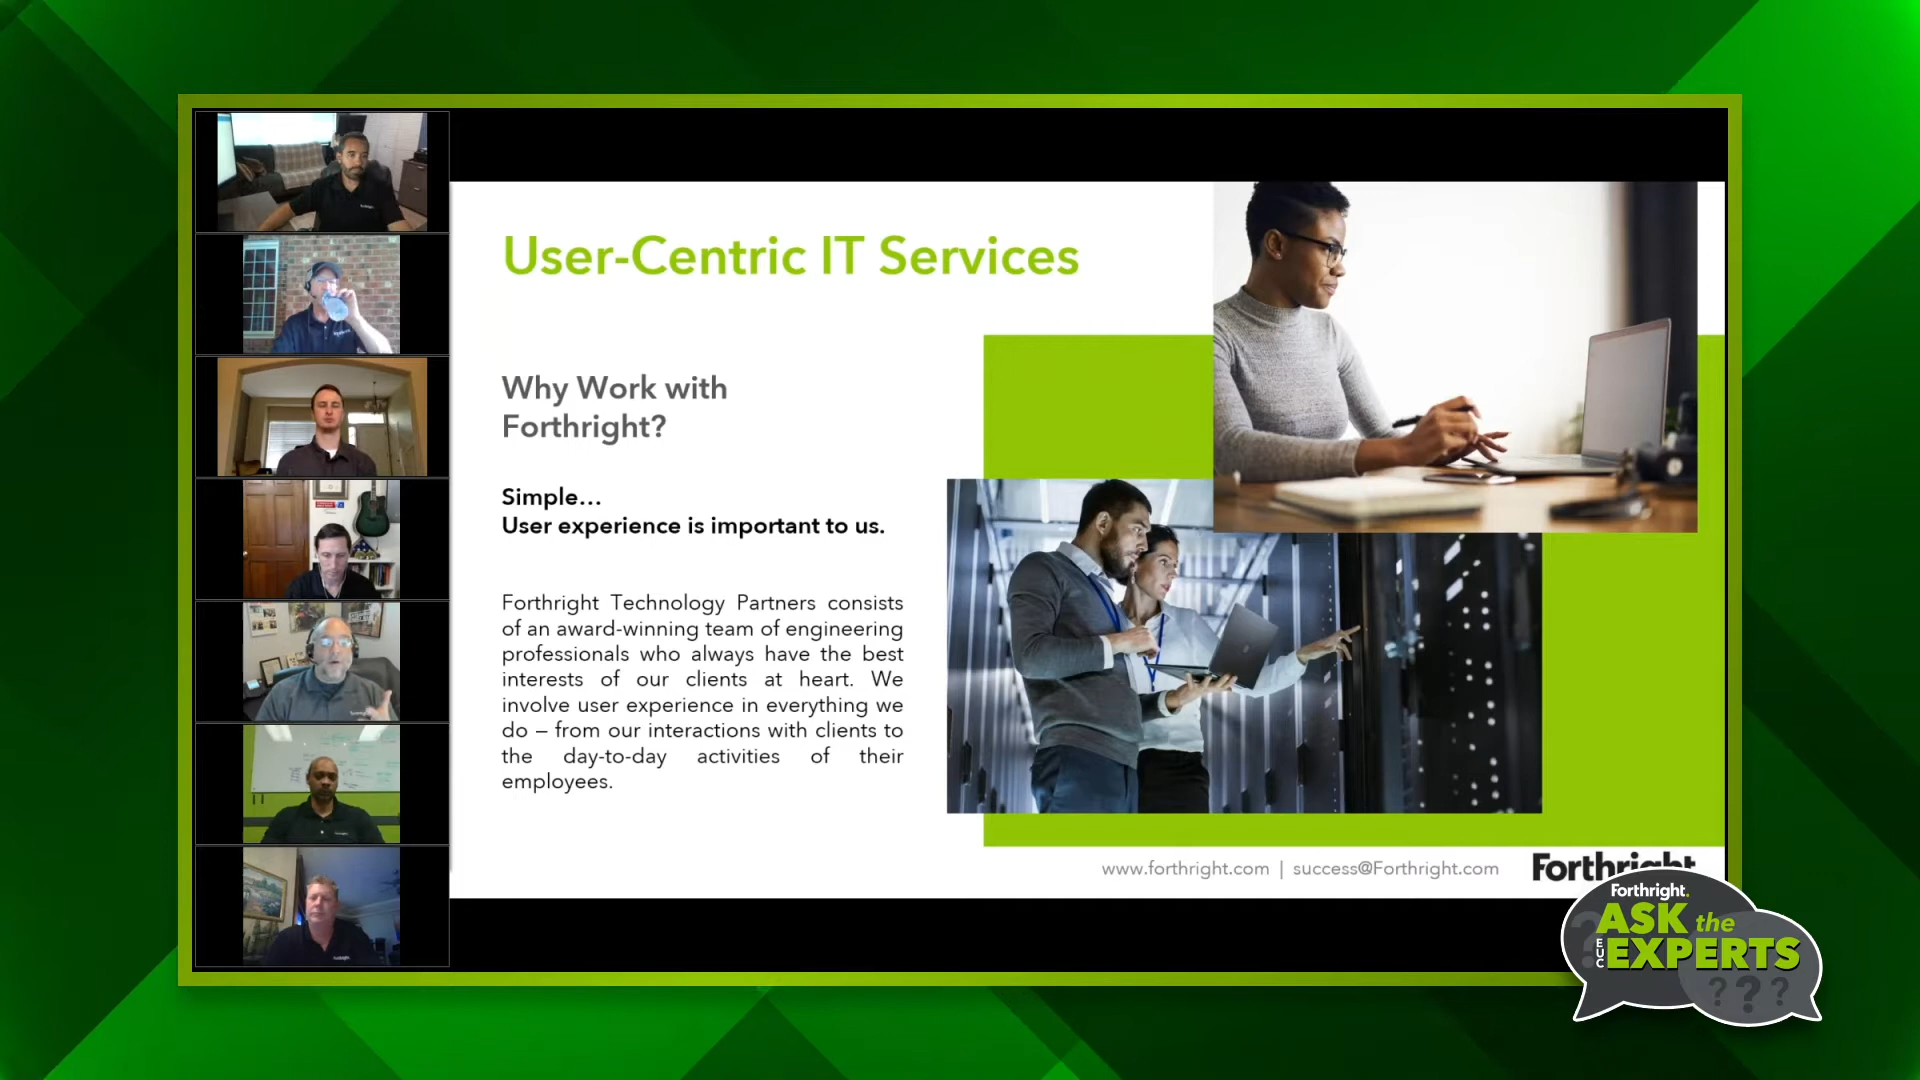 User-Centric IT Services
Why Work with
Forthright?
Simple...
User experience is important to us.
Forthright Technology Partners consists
of an award-winning team of engineering
professionals who always have the best
interests of our clients at heart. We
involve user experience in everything we
do – from our interactions with clients to
the day-to-day activities of their
employees.
www.forthright.com | success@Forthright.com
Forthright
Forthright.
ASK the
EUC EXPERTS
? ? ?